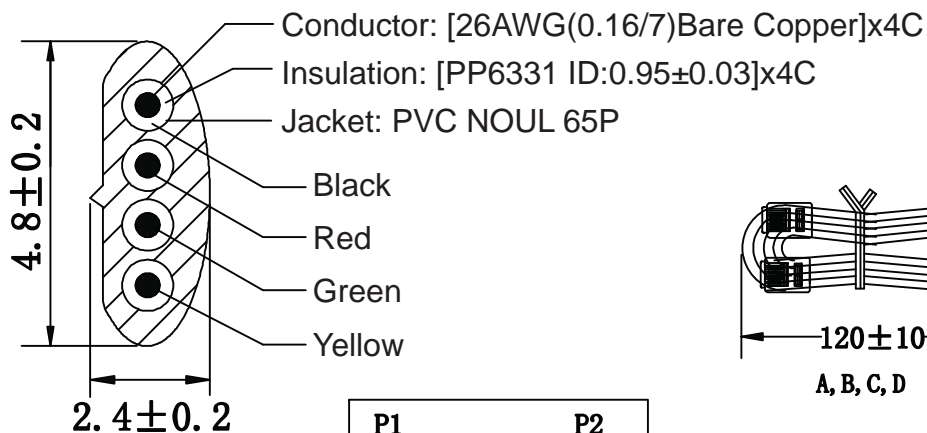 Conductor: [26AWG(0.16/7)Bare Copper]x4C
Insulation: [PP6331 ID:0.95±0.03]x4C
Jacket: PVC NOUL 65P
Black
Red
Green
Yellow
4.8±0.2
2.4±0.2
120±10
A, B, C, D
P1 P2